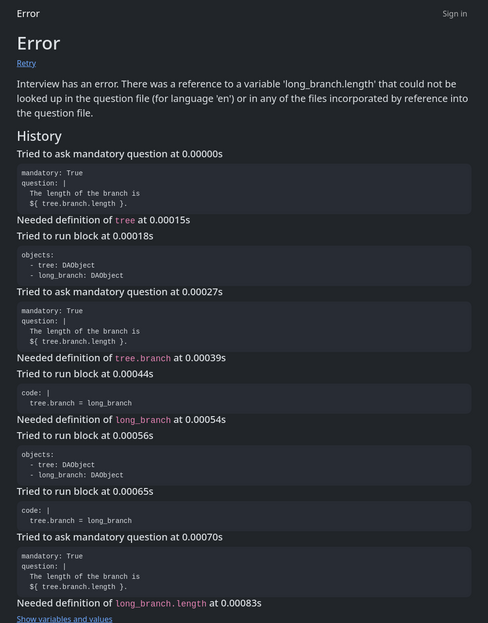 Error
Sign in
Error
Retry
Interview has an error. There was a reference to a variable 'long_branch.length' that could not be
looked up in the question file (for language 'en') or in any of the files incorporated by reference into
the question file.
History
Tried to ask mandatory question at 0.00000s
mandatory: True
question: |
  The length of the branch is
  ${ tree.branch.length }.
Needed definition of tree at 0.00015s
Tried to run block at 0.00018s
objects:
  - tree: DAObject
  - long_branch: DAObject
Tried to ask mandatory question at 0.00027s
mandatory: True
question: |
  The length of the branch is
  ${ tree.branch.length }.
Needed definition of tree.branch at 0.00039s
Tried to run block at 0.00044s
code: |
  tree.branch = long_branch
Needed definition of long_branch at 0.00054s
Tried to run block at 0.00056s
objects:
  - tree: DAObject
  - long_branch: DAObject
Tried to run block at 0.00065s
code: |
  tree.branch = long_branch
Tried to ask mandatory question at 0.00070s
mandatory: True
question: |
  The length of the branch is
  ${ tree.branch.length }.
Needed definition of long_branch.length at 0.00083s
Show variables and values